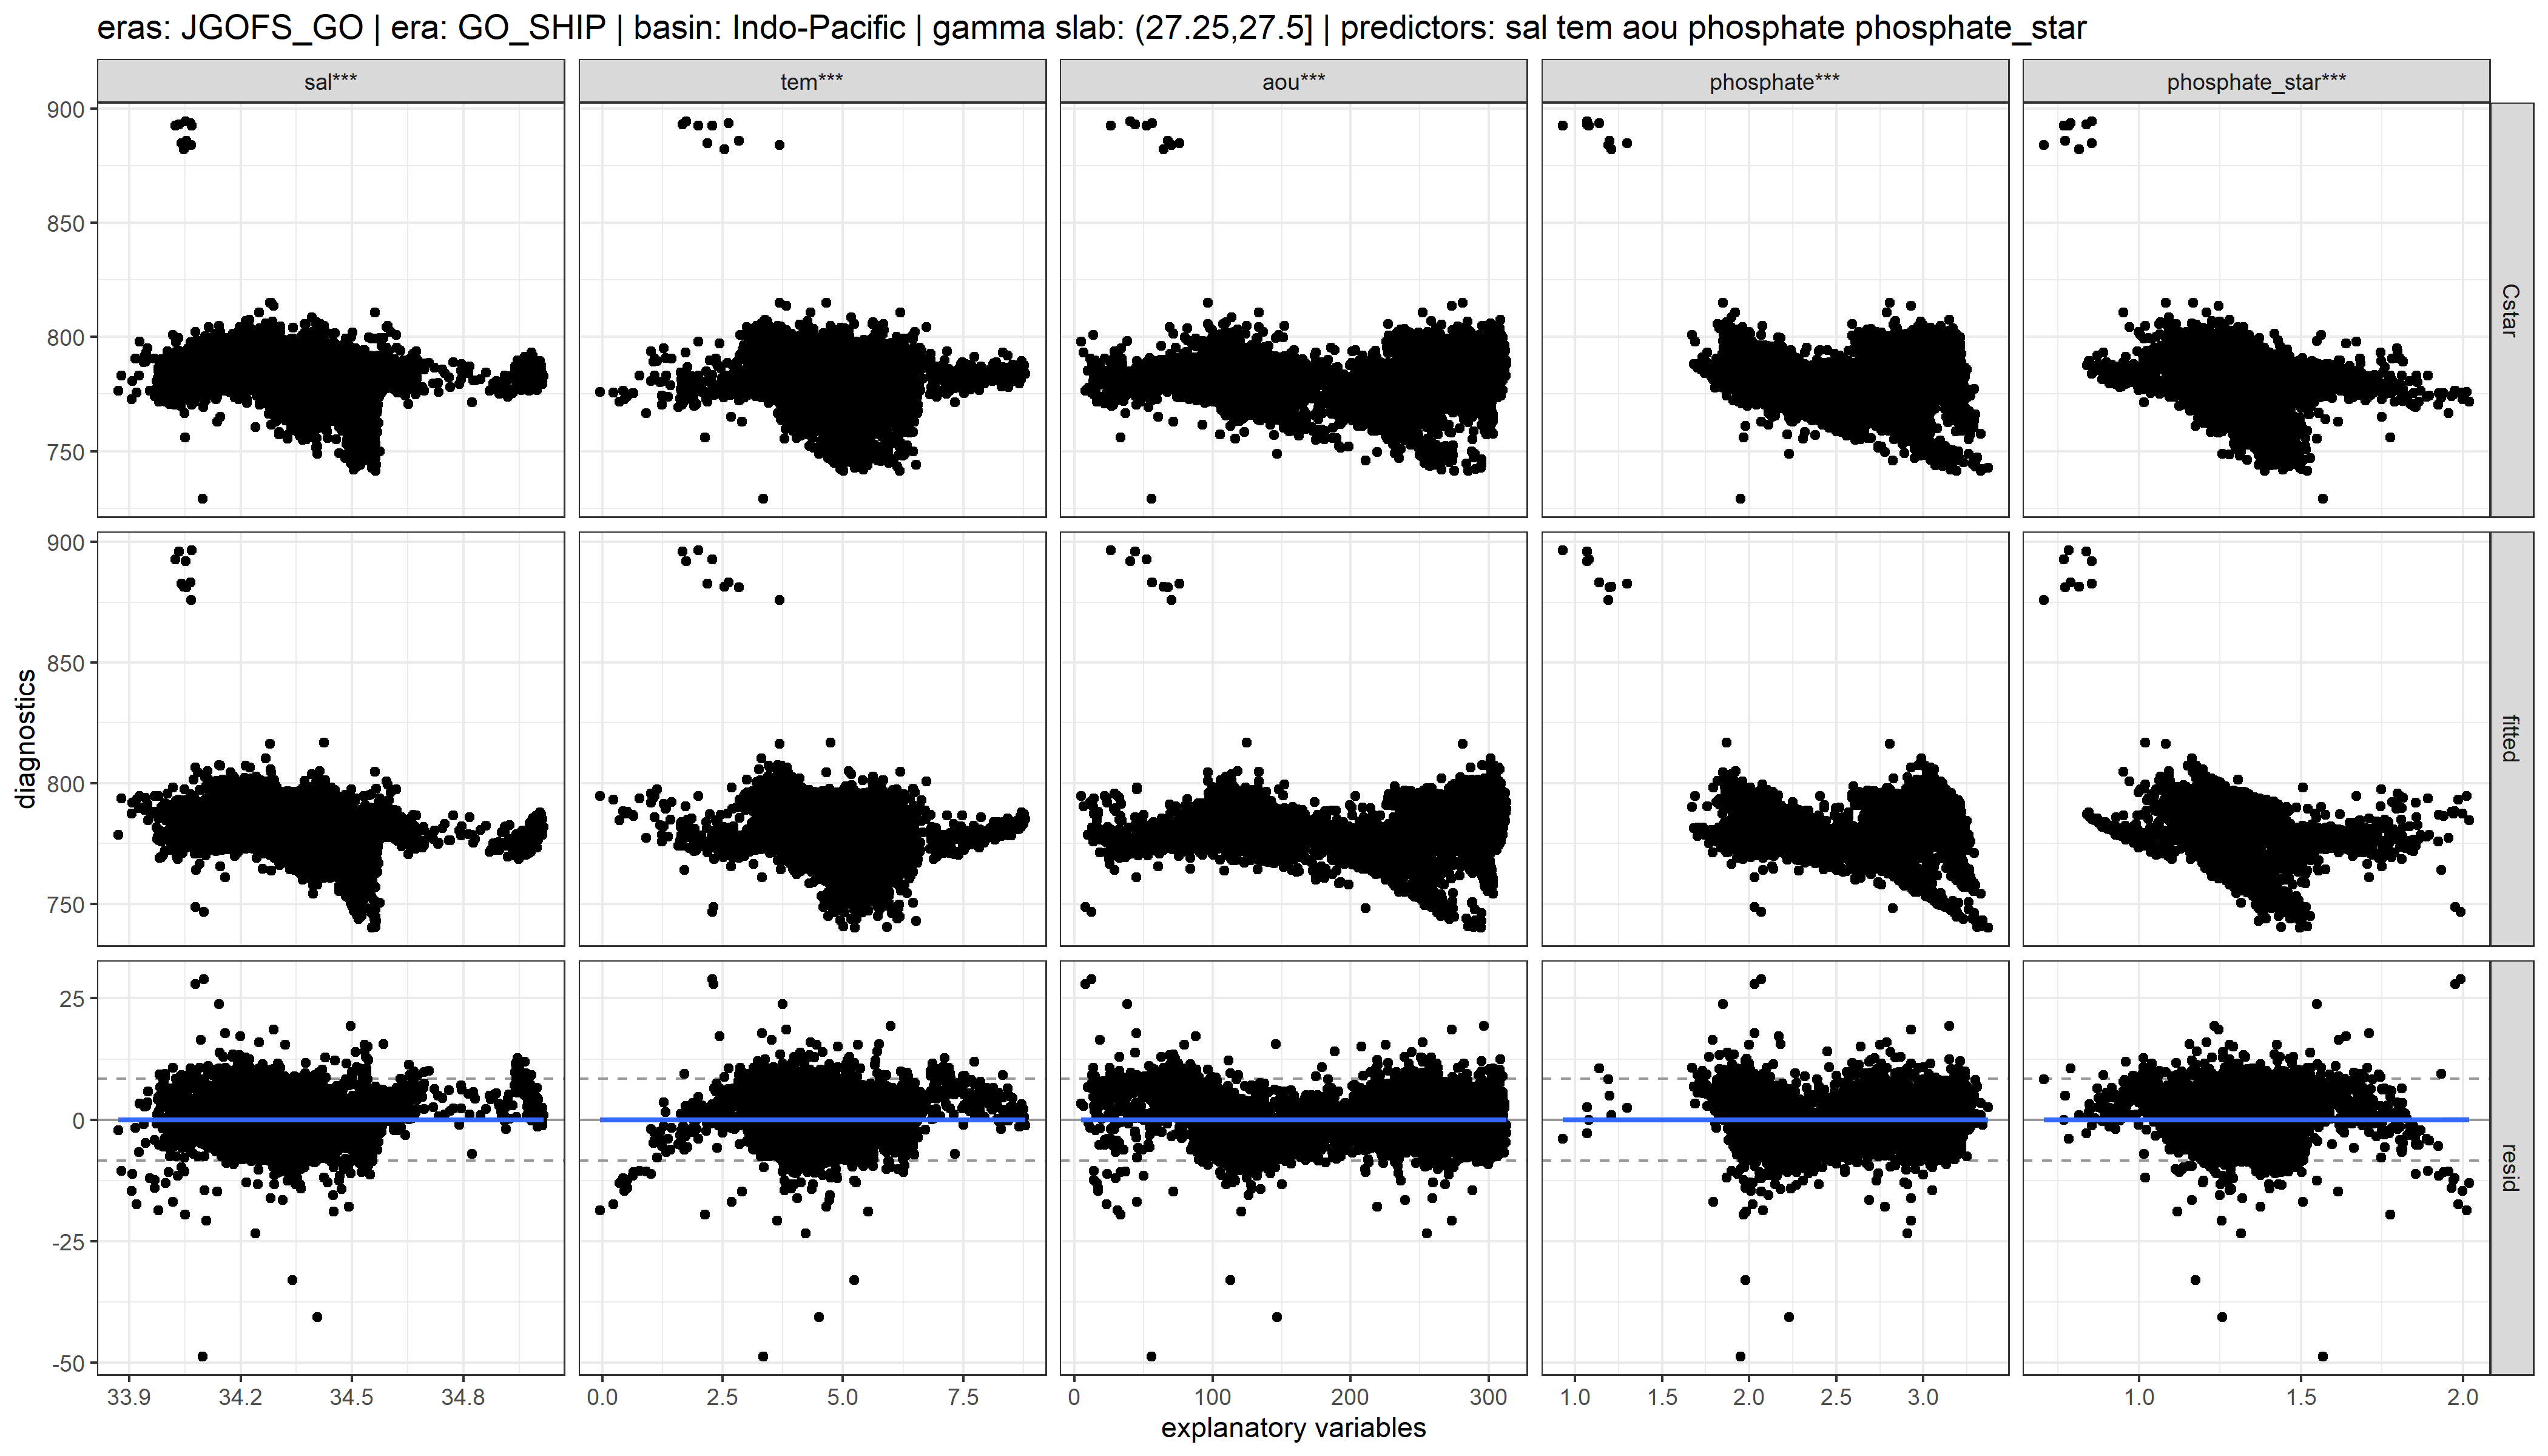 eras: JGOFS_GO | era: GO_SHIP | basin: Indo-Pacific | gamma slab: (27.25,27.5] | predictors: sal tem aou phosphate phosphate_star
sal*** tem*** aou*** phosphate*** phosphate_star***
900
850
800
750
Cstar
900
850
800
750
fitted
25
0
-25
-50
resid
diagnostics
33.9 34.2 34.5 34.8 0.0 2.5 5.0 7.5 0 100 200 300 1.0 1.5 2.0 2.5 3.0 1.0 1.5 2.0
explanatory variables